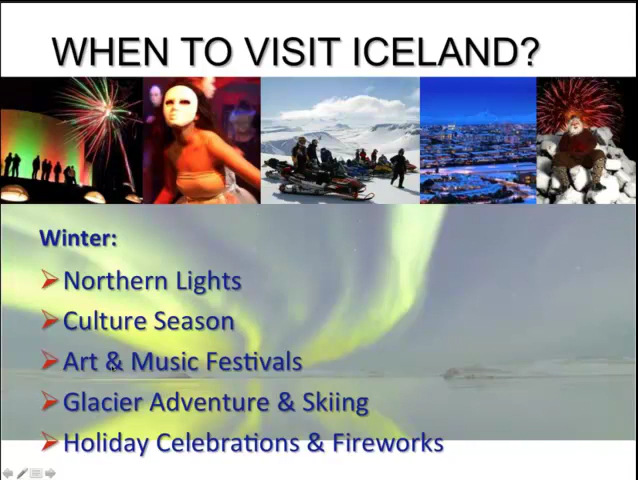 WHEN TO VISIT ICELAND?
Winter:
Northern Lights
Culture Season
Art & Music Festivals
Glacier Adventure & Skiing
Holiday Celebrations & Fireworks